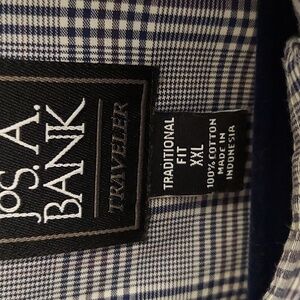 JOS. A.
BANK
TRAVELER
TRADITIONAL
FIT
XXL
100% COTTON
MADE IN
INDONESIA